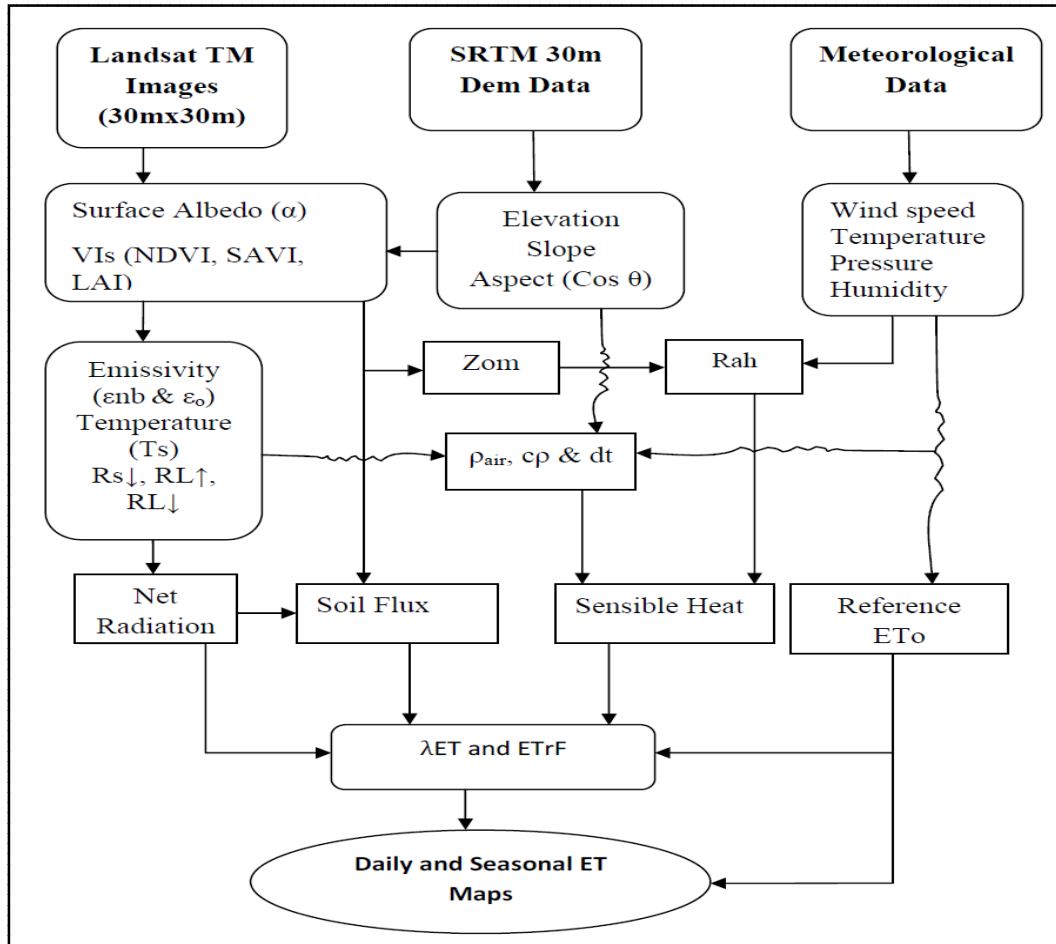 Landsat TM
Images
(30mx30m)
SRTM 30m
Dem Data
Meteorological
Data
Surface Albedo (α)
VIs (NDVI, SAVI,
LAI)
Elevation
Slope
Aspect (Cos θ)
Wind speed
Temperature
Pressure
Humidity
Emissivity
(εnb & εₒ)
Temperature
(Ts)
Rs↓, RL↑,
RL↓
Zom
Rah
ρair, cρ & dt
Net
Radiation
Soil Flux
Sensible Heat
Reference
ETo
λET and ETrF
Daily and Seasonal ET
Maps